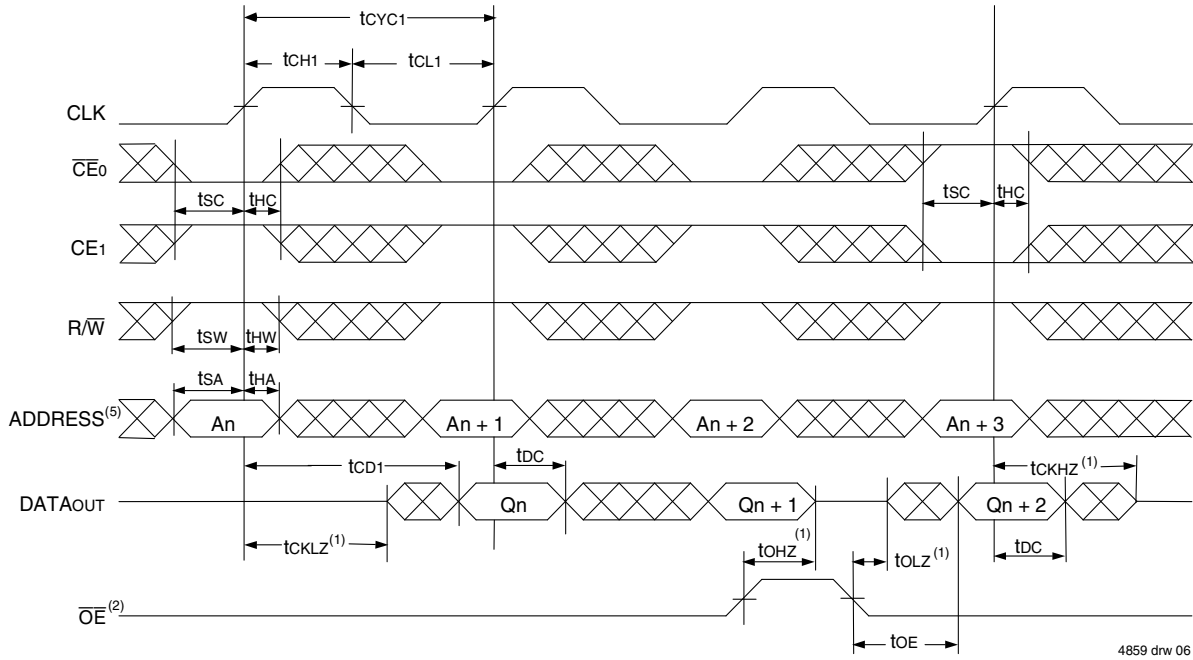 tCYC1
tCH1 tCL1
CLK
CE0
tSC tHC tSC tHC
CE1
R/W
tSW tHW
tSA tHA
ADDRESS(5) An An + 1 An + 2 An + 3
tCD1 tDC tCKHZ(1)
DATAOUT Qn Qn + 1 Qn + 2
tCKLZ(1) tOHZ(1) tOLZ(1) tDC
OE(2)
tOE
4859 drw 06